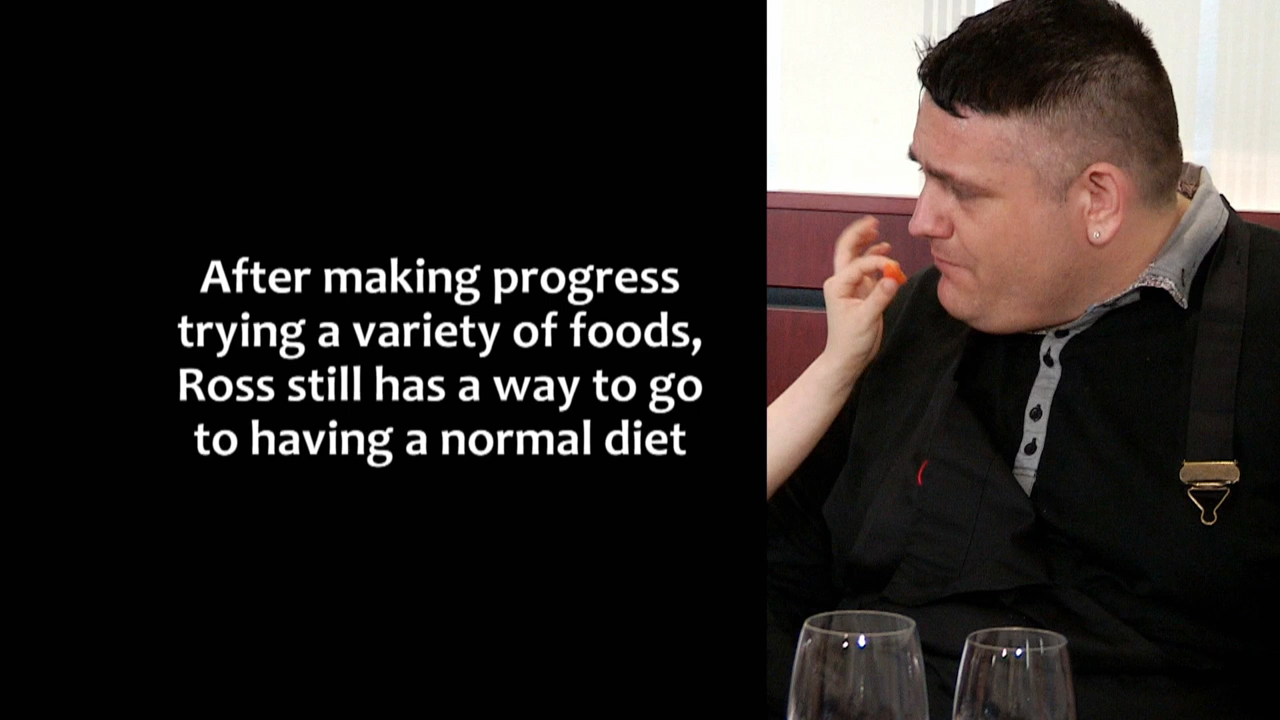 After making progress
trying a variety of foods,
Ross still has a way to go
to having a normal diet